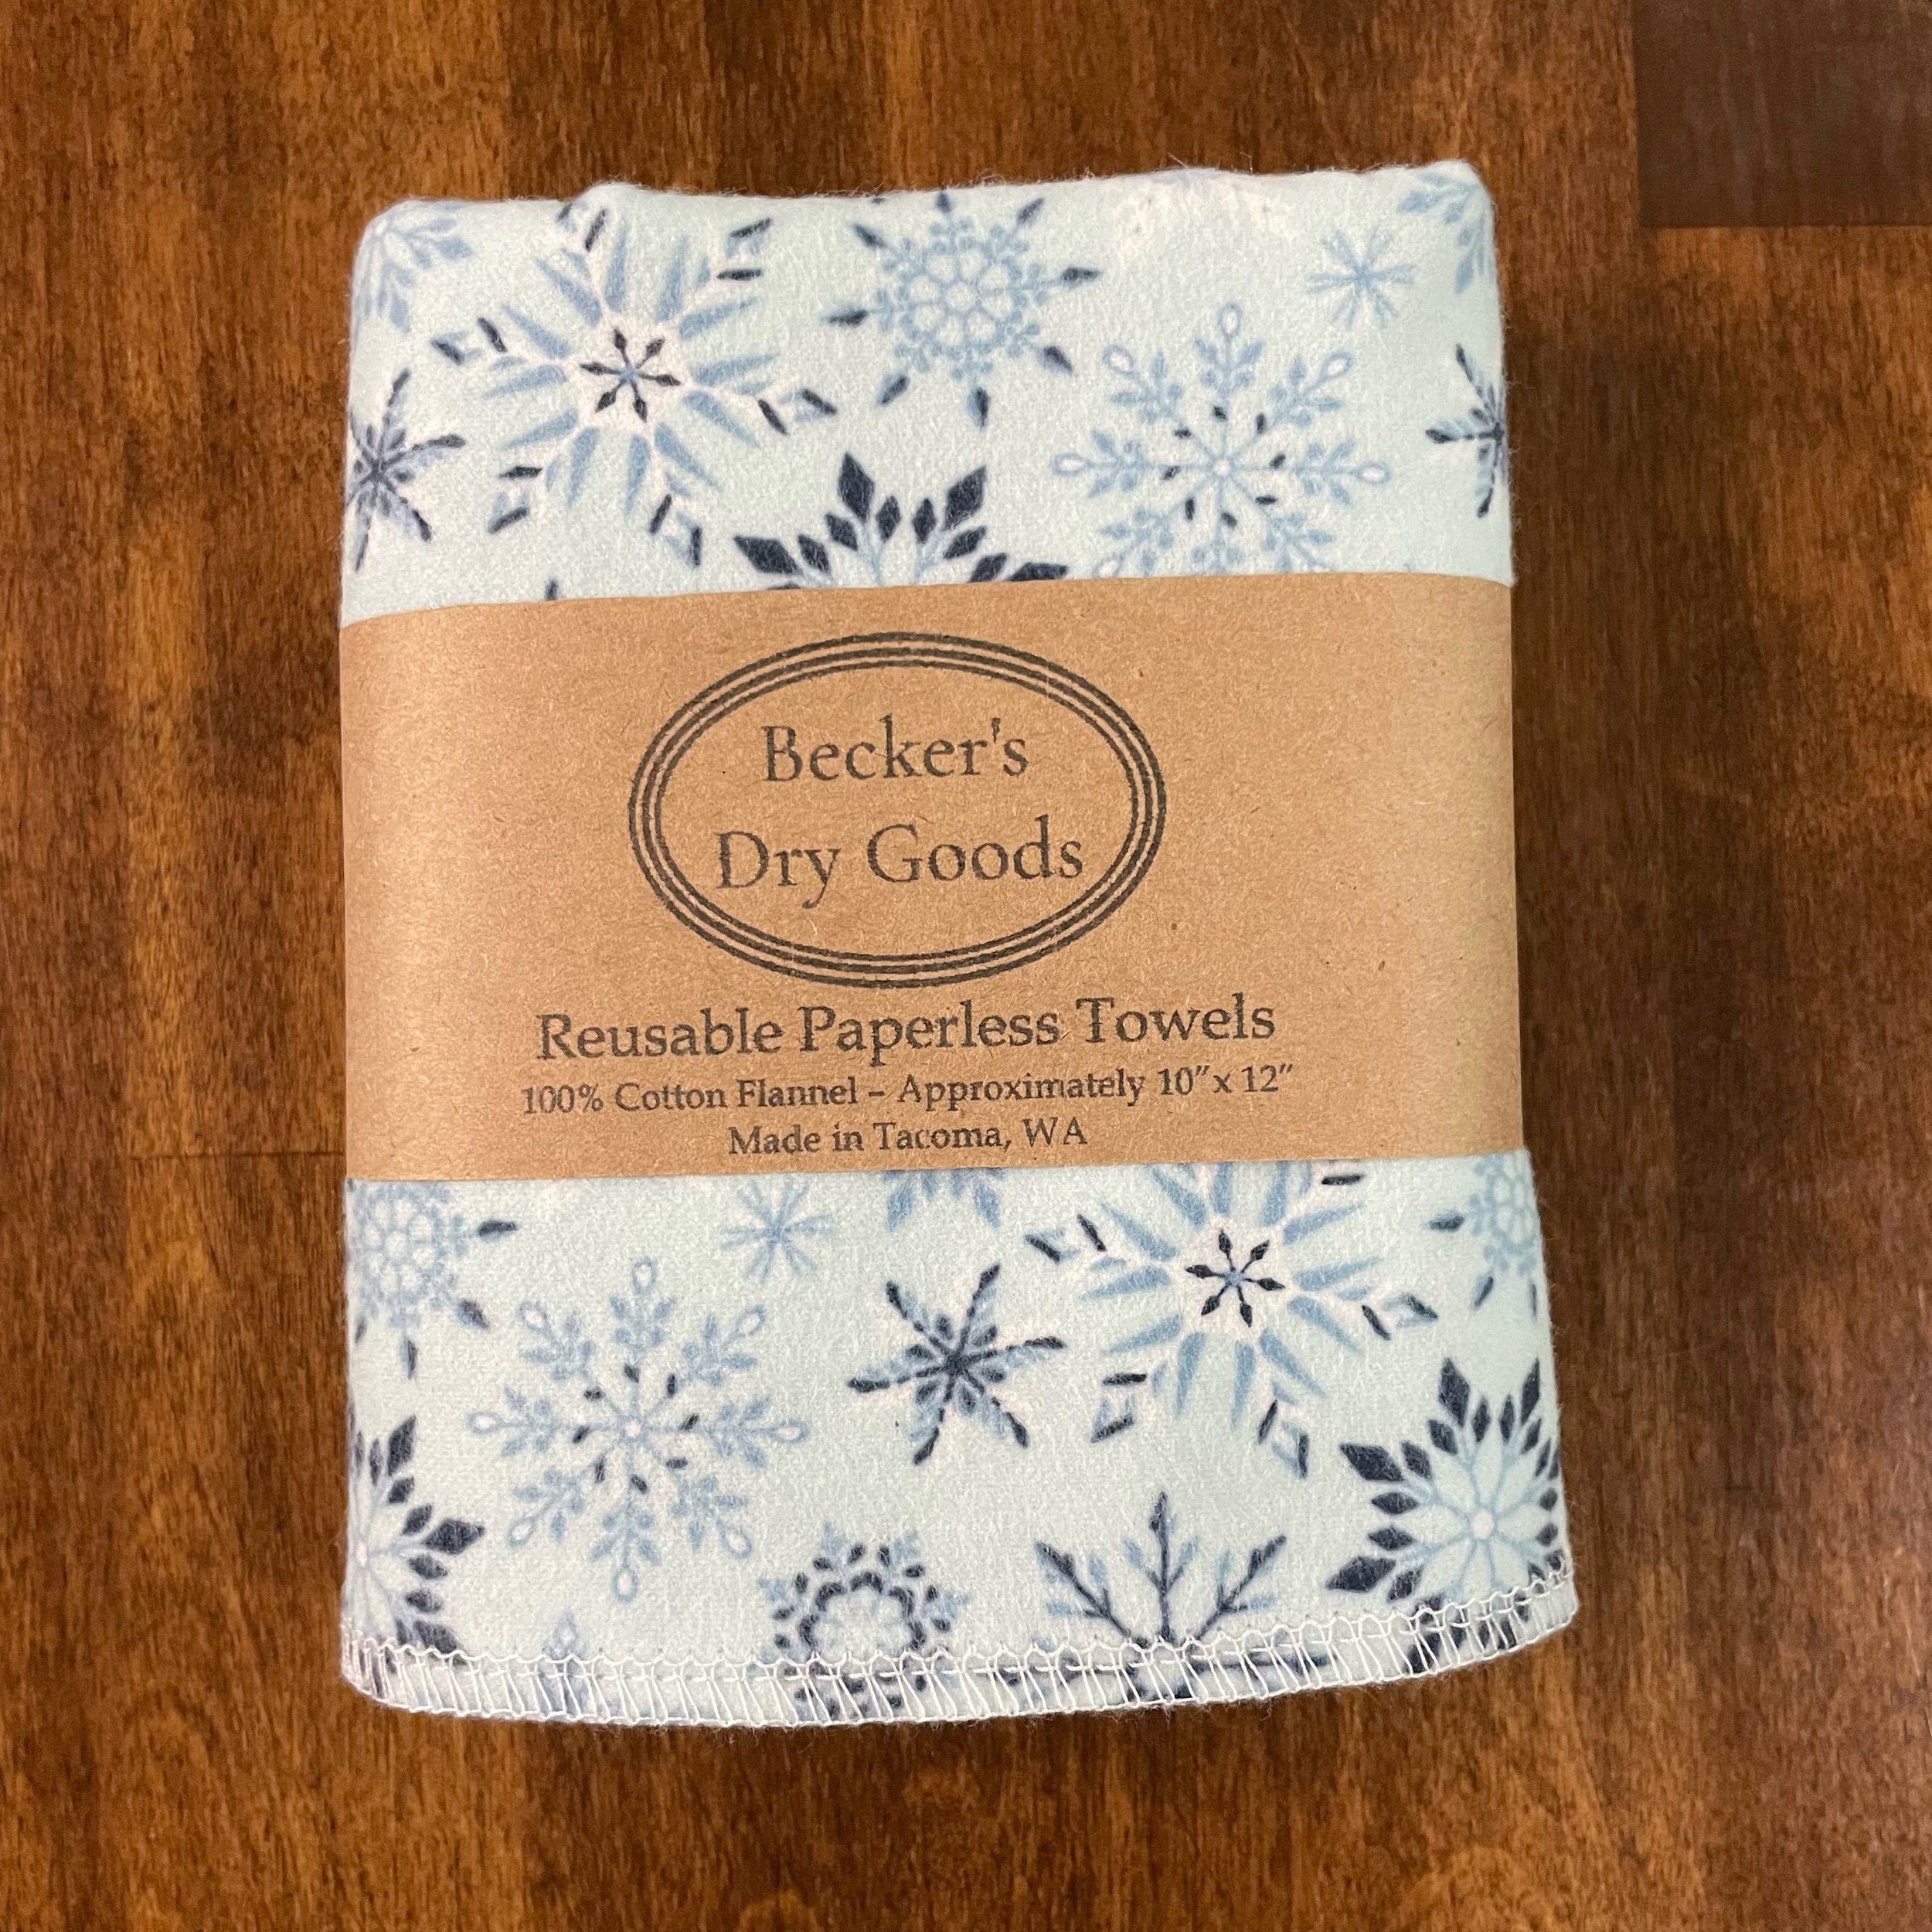 Becker's
Dry Goods
Reusable Paperless Towels
100% Cotton Flannel – Approximately 10″x 12″
Made in Tacoma, WA